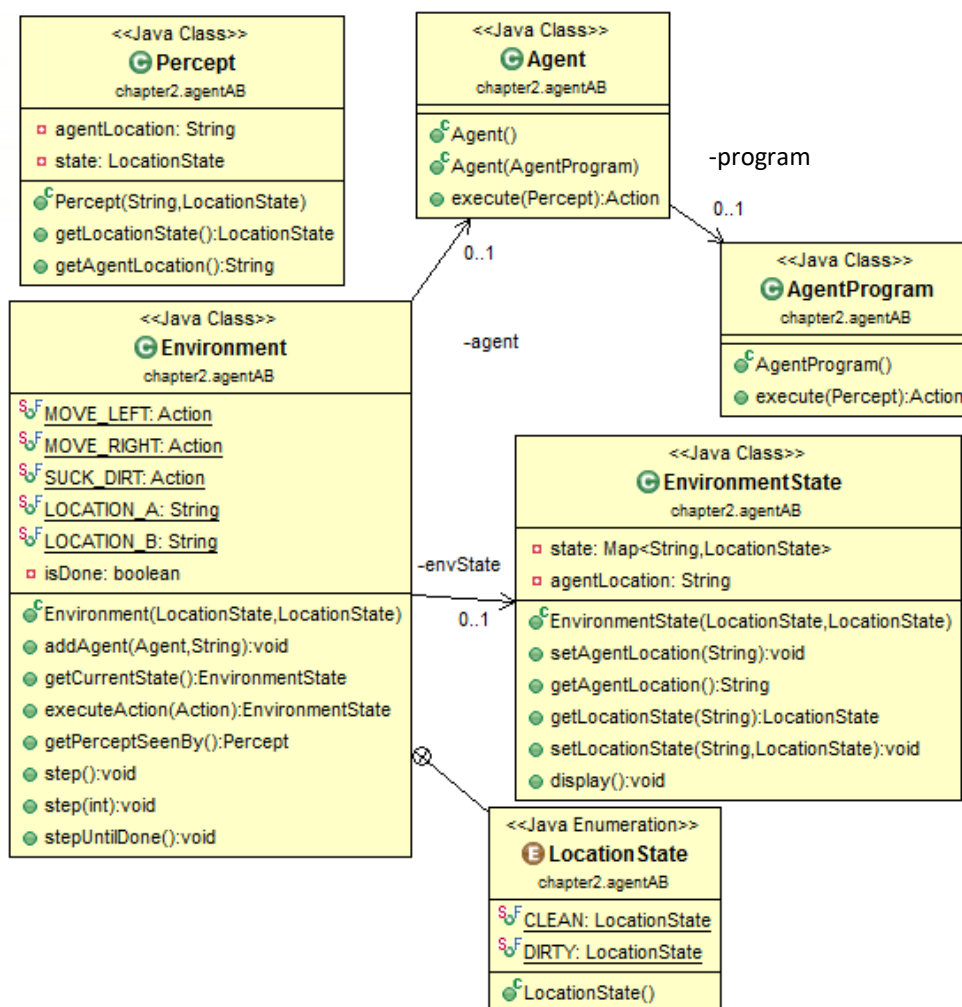 <<Java Class>>
Percept
chapter2.agentAB
agentLocation: String
state: LocationState
Percept(String,LocationState)
getLocationState():LocationState
getAgentLocation():String
<<Java Class>>
Agent
chapter2.agentAB
Agent()
Agent(AgentProgram)
execute(Percept):Action
-program
0..1
0..1
-agent
<<Java Class>>
AgentProgram
chapter2.agentAB
AgentProgram()
execute(Percept):Action
<<Java Class>>
Environment
chapter2.agentAB
MOVE_LEFT: Action
MOVE_RIGHT: Action
SUCK_DIRT: Action
LOCATION_A: String
LOCATION_B: String
isDone: boolean
Environment(LocationState,LocationState)
addAgent(Agent,String):void
getCurrentState():EnvironmentState
executeAction(Action):EnvironmentState
getPerceptSeenBy():Percept
step():void
step(int):void
stepUntilDone():void
-envState
0..1
<<Java Class>>
EnvironmentState
chapter2.agentAB
state: Map<String,LocationState>
agentLocation: String
EnvironmentState(LocationState,LocationState)
setAgentLocation(String):void
getAgentLocation():String
getLocationState(String):LocationState
setLocationState(String,LocationState):void
display():void
<<Java Enumeration>>
LocationState
chapter2.agentAB
CLEAN: LocationState
DIRTY: LocationState
LocationState()